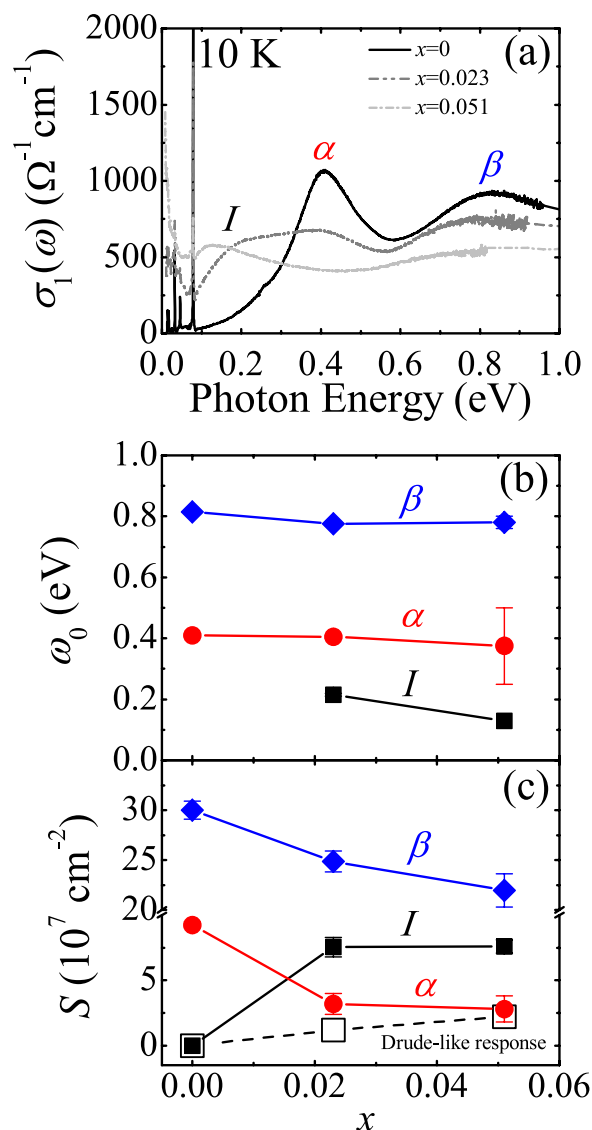 2000
1500
1000
500
0
σ₁(ω) (Ω⁻¹cm⁻¹)
10 K
(a)
x=0
x=0.023
x=0.051
α
β
I
0.0 0.2 0.4 0.6 0.8 1.0
Photon Energy (eV)
1.0
0.8
0.6
0.4
0.2
0.0
ω₀ (eV)
(b)
β
α
I
30
25
20
5
0
S (10⁷ cm⁻²)
(c)
β
I
α
Drude-like response
0.00 0.02 0.04 0.06
x